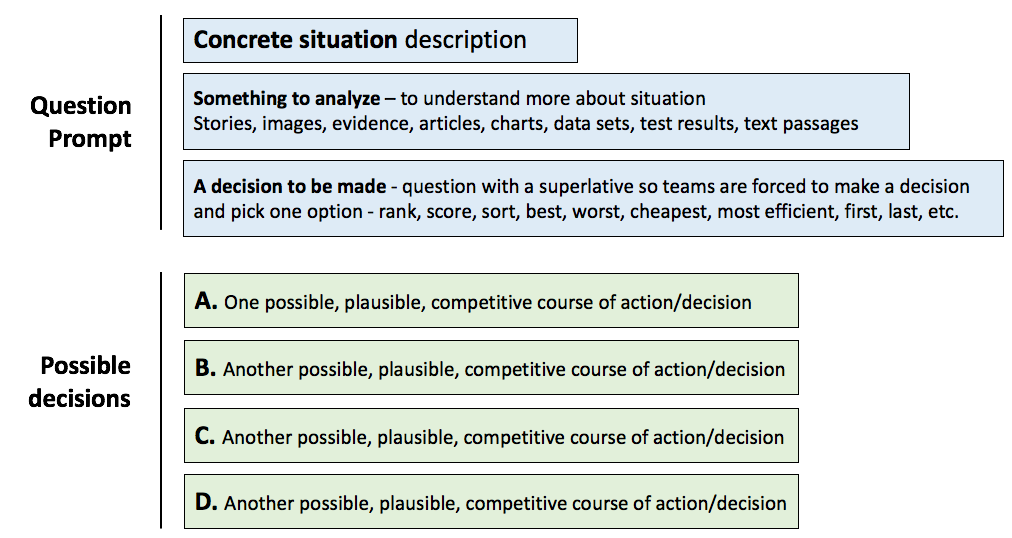 Question
Prompt
Concrete situation description
Something to analyze – to understand more about situation
Stories, images, evidence, articles, charts, data sets, test results, text passages
A decision to be made - question with a superlative so teams are forced to make a decision
and pick one option - rank, score, sort, best, worst, cheapest, most efficient, first, last, etc.
Possible
decisions
A. One possible, plausible, competitive course of action/decision
B. Another possible, plausible, competitive course of action/decision
C. Another possible, plausible, competitive course of action/decision
D. Another possible, plausible, competitive course of action/decision